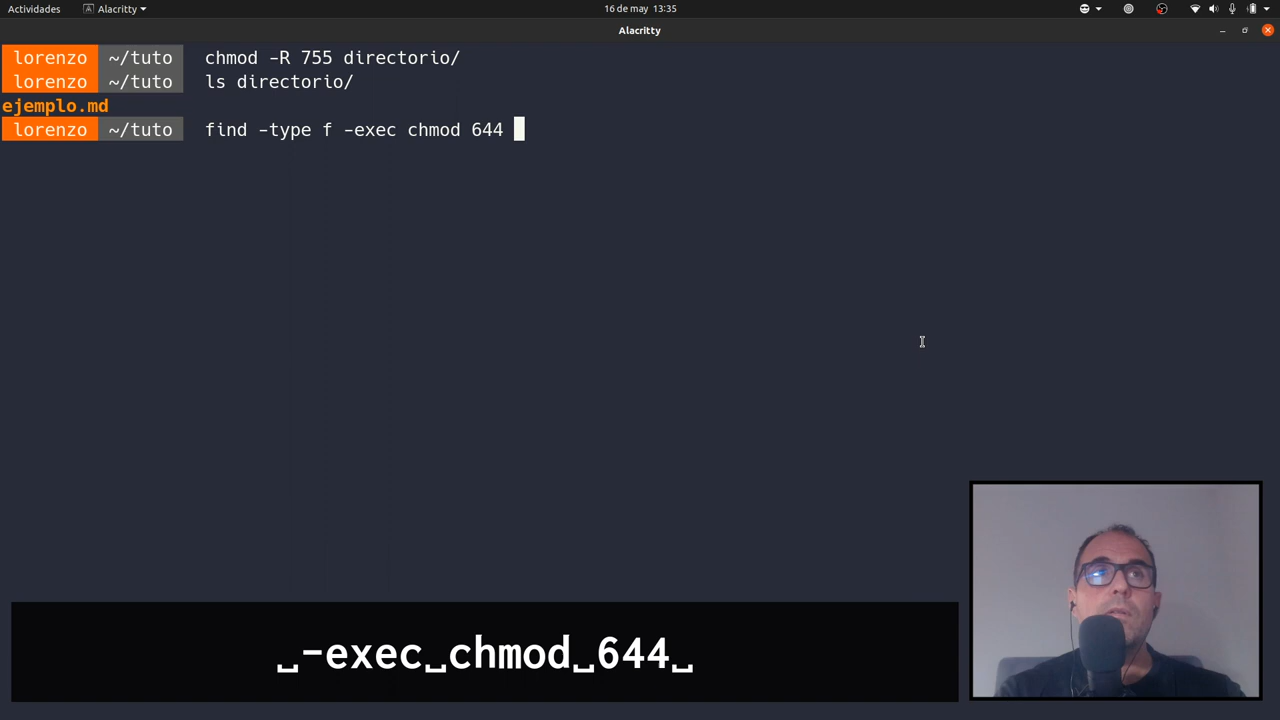 Actividades Alacritty 16 de may 13:35
Alacritty
lorenzo ~/tuto chmod -R 755 directorio/
lorenzo ~/tuto ls directorio/
ejemplo.md
lorenzo ~/tuto find -type f -exec chmod 644
␣-exec␣chmod␣644␣